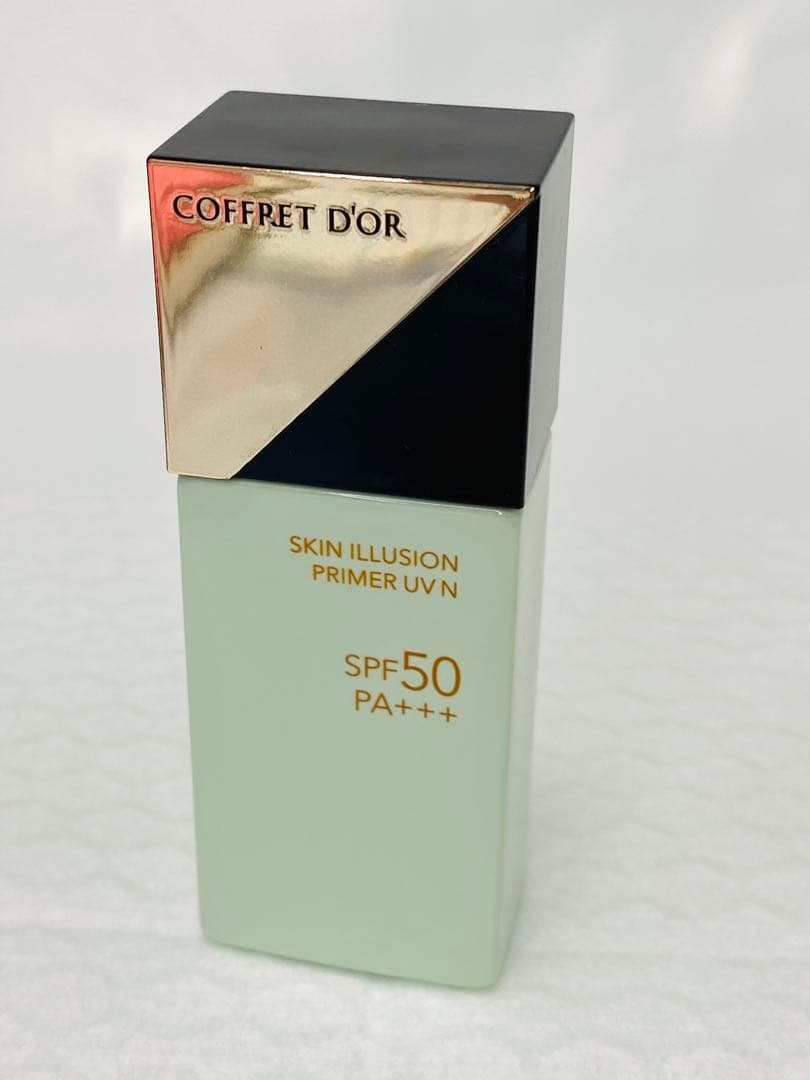 COFFRET D'OR
SKIN ILLUSION
PRIMER UV N
SPF50
PA+++